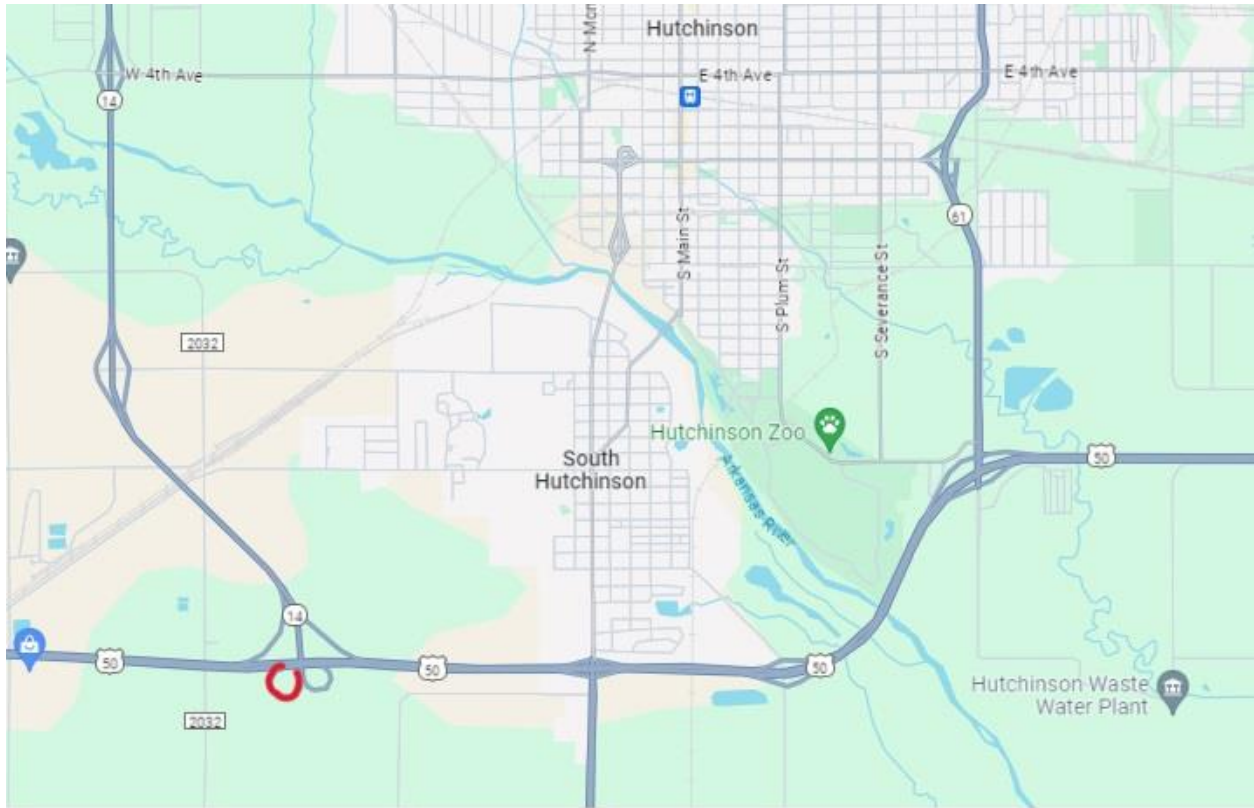 Hutchinson
N Mon
W 4th Ave
E 4th Ave
E 4th Ave
14
61
S Main St
S Plum St
S Severance St
2032
Hutchinson Zoo
South
Hutchinson
50
Arkansas River
14
50
50
50
Hutchinson Waste
Water Plant
2032